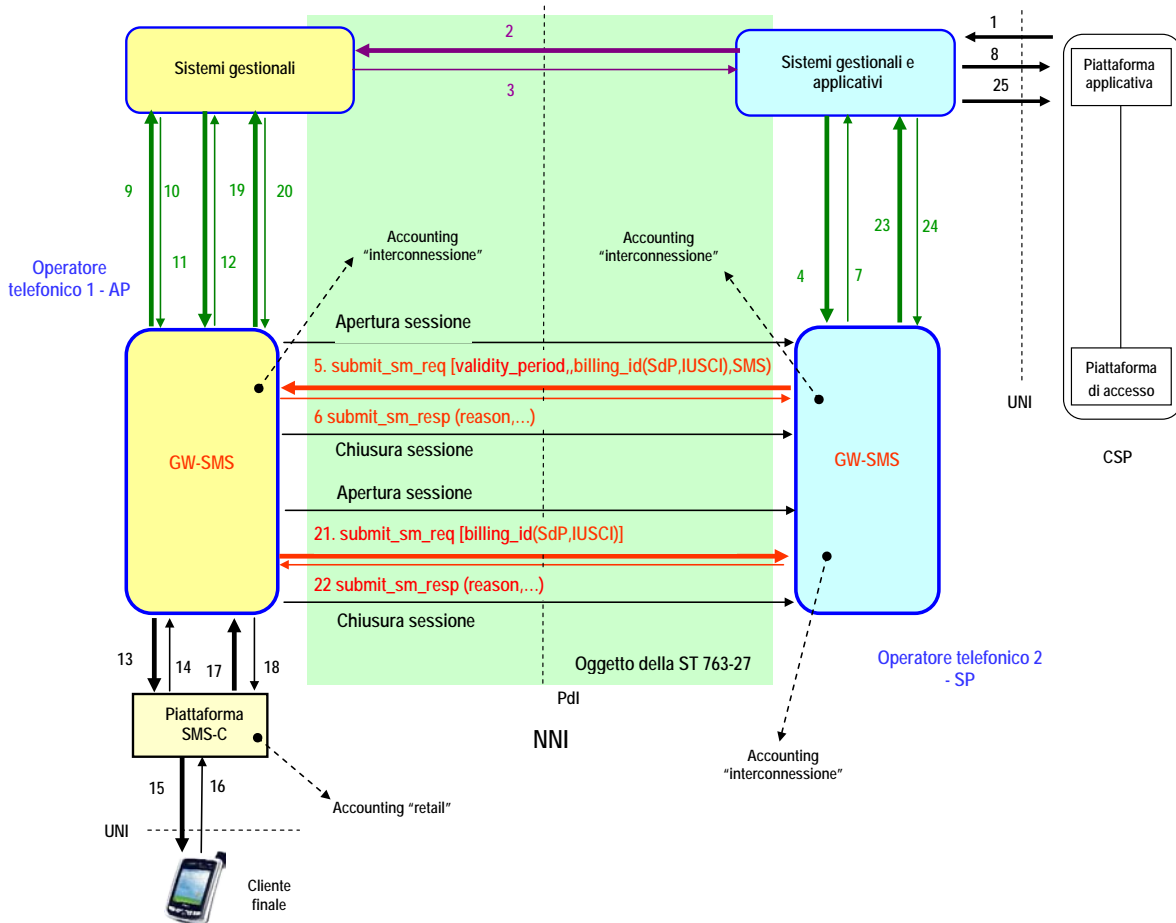 2
1
8
25
3
Sistemi gestionali
Sistemi gestionali e
applicativi
Piattaforma
applicativa
9
10
19
20
11
12
23
24
4
7
Accounting
“interconnessione”
Accounting
“interconnessione”
Operatore
telefonico 1 - AP
Apertura sessione
5. submit_sm_req [validity_period,,billing_id(SdP,IUSCI),SMS)
6 submit_sm_resp (reason,…)
Chiusura sessione
GW-SMS
GW-SMS
Piattaforma
di accesso
UNI
CSP
Apertura sessione
21. submit_sm_req [billing_id(SdP,IUSCI)]
22 submit_sm_resp (reason,…)
Chiusura sessione
13
14
17
18
Oggetto della ST 763-27
Operatore telefonico 2
- SP
PdI
NNI
Piattaforma
SMS-C
Accounting
“interconnessione”
15
16
Accounting “retail”
UNI
Cliente
finale